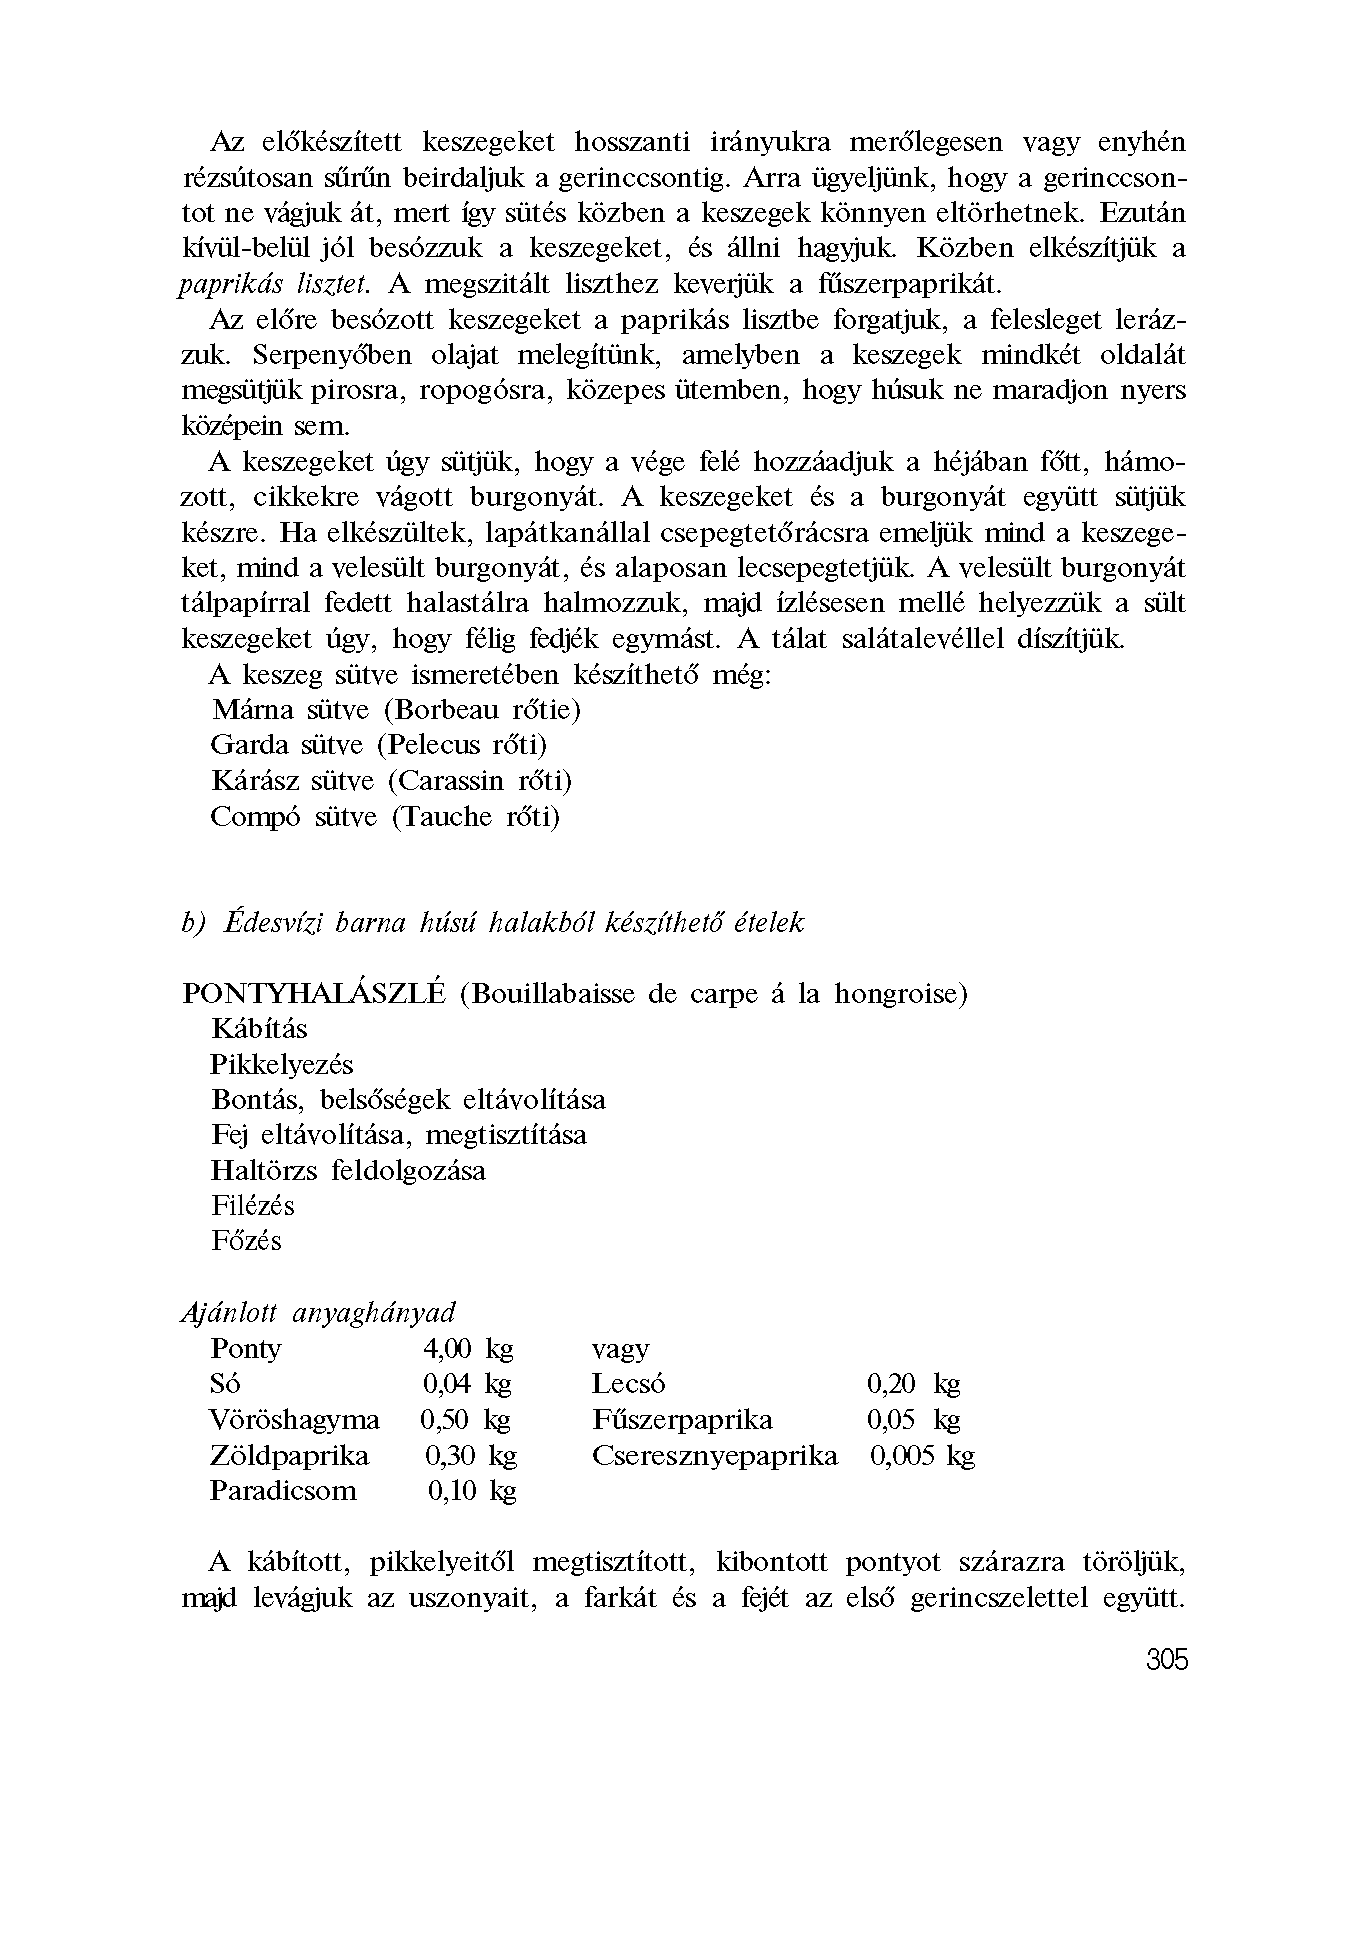 Az előkészített keszegeket hosszanti irányukra merőlegesen vagy enyhén
rézsútosan sűrűn beirdaljuk a gerinccsontig. Arra ügyeljünk, hogy a gerinccson-
tot ne vágjuk át, mert így sütés közben a keszegek könnyen eltörhetnek. Ezután
kívül-belül jól besózzuk a keszegeket, és állni hagyjuk. Közben elkészítjük a
paprikás lisztet. A megszitált liszthez keverjük a fűszerpaprikát.
Az előre besózott keszegeket a paprikás lisztbe forgatjuk, a felesleget leráz-
zuk. Serpenyőben olajat melegítünk, amelyben a keszegek mindkét oldalát
megsütjük pirosra, ropogósra, közepes ütemben, hogy húsuk ne maradjon nyers
középein sem.
A keszegeket úgy sütjük, hogy a vége felé hozzáadjuk a héjában főtt, hámo-
zott, cikkekre vágott burgonyát. A keszegeket és a burgonyát együtt sütjük
készre. Ha elkészültek, lapátkanállal csepegtetőrácsra emeljük mind a keszege-
ket, mind a velesült burgonyát, és alaposan lecsepegtetjük. A velesült burgonyát
tálpapírral fedett halastálra halmozzuk, majd ízlésesen mellé helyezzük a sült
keszegeket úgy, hogy félig fedjék egymást. A tálat salátalevéllel díszítjük.
A keszeg sütve ismeretében készíthető még:
Márna sütve (Borbeau rőtie)
Garda sütve (Pelecus rőti)
Kárász sütve (Carassin rőti)
Compó sütve (Tauche rőti)
b) Édesvízi barna húsú halakból készíthető ételek
PONTYHALÁSZLÉ (Bouillabaisse de carpe á la hongroise)
Kábítás
Pikkelyezés
Bontás, belsőségek eltávolítása
Fej eltávolítása, megtisztítása
Haltörzs feldolgozása
Filézés
Főzés
Ajánlott anyaghányad
Ponty 4,00 kg vagy
Só 0,04 kg Lecsó 0,20 kg
Vöröshagyma 0,50 kg Fűszerpaprika 0,05 kg
Zöldpaprika 0,30 kg Cseresznyepaprika 0,005 kg
Paradicsom 0,10 kg
A kábított, pikkelyeitől megtisztított, kibontott pontyot szárazra töröljük,
majd levágjuk az uszonyait, a farkát és a fejét az első gerincszelettel együtt.
305